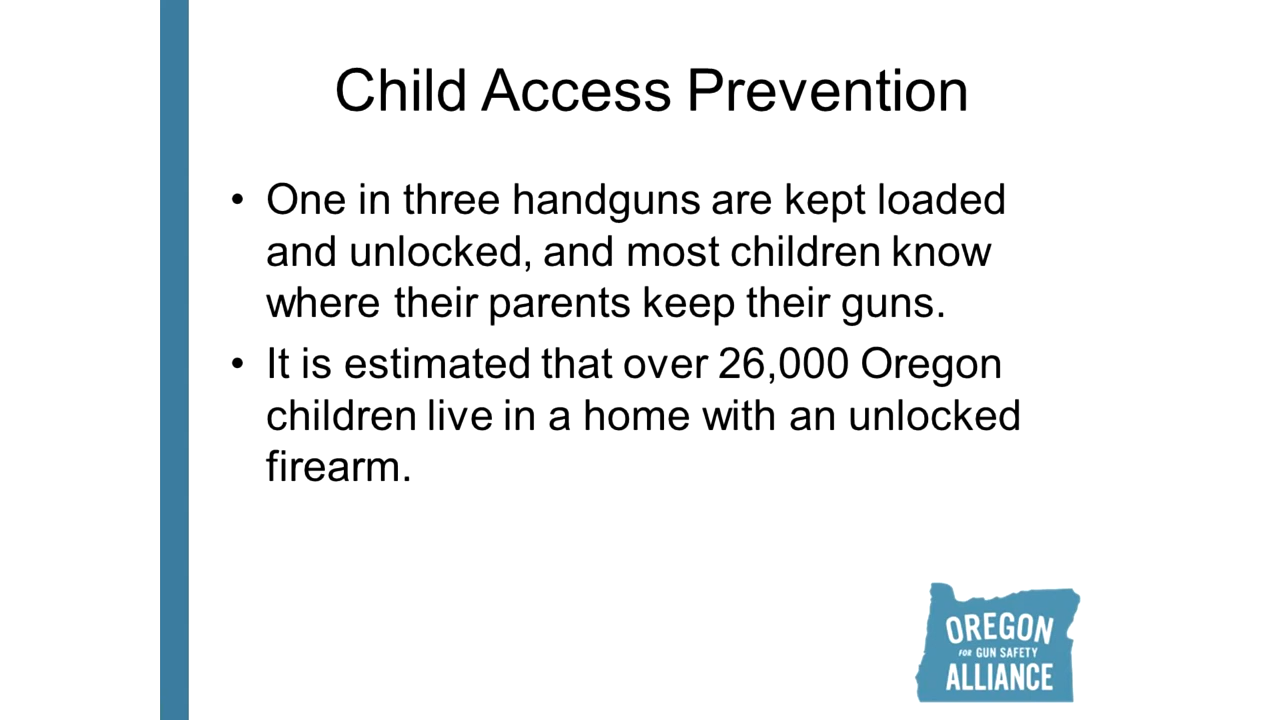 Child Access Prevention
• One in three handguns are kept loaded
and unlocked, and most children know
where their parents keep their guns.
• It is estimated that over 26,000 Oregon
children live in a home with an unlocked
firearm.
OREGON
FOR GUN SAFETY
ALLIANCE